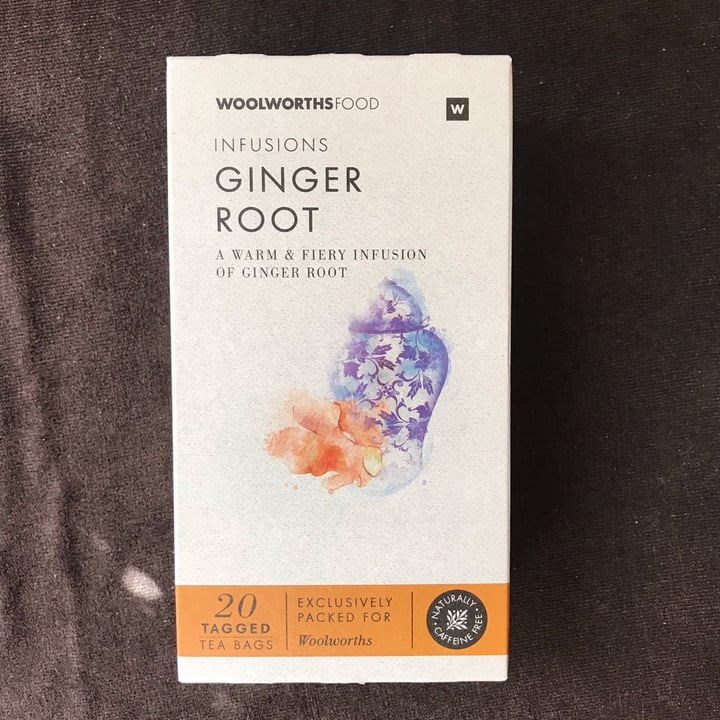 WOOLWORTHSFOOD
W
INFUSIONS
GINGER
ROOT
A WARM & FIERY INFUSION
OF GINGER ROOT
20
TAGGED
TEA BAGS
EXCLUSIVELY
PACKED FOR
Woolworths
NATURALLY
CAFFEINE FREE